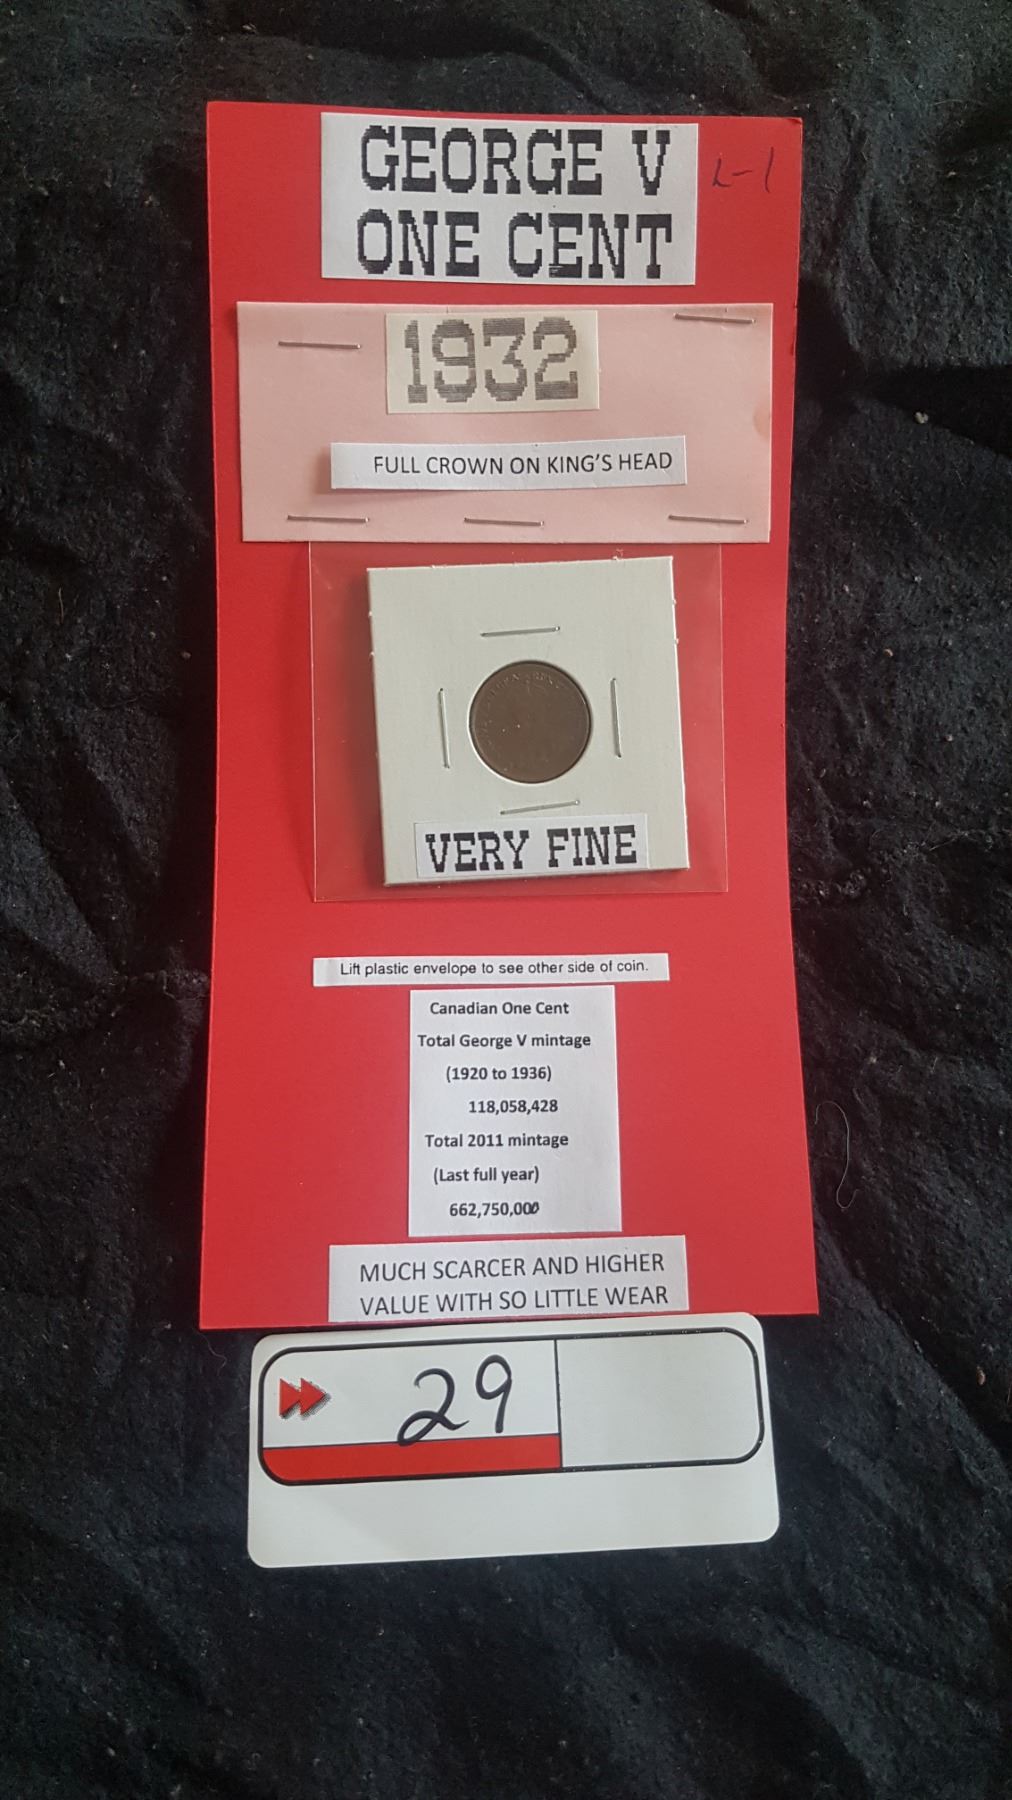 GEORGE V
ONE CENT
L-1
1932
FULL CROWN ON KING'S HEAD
VERY FINE
Lift plastic envelope to see other side of coin.
Canadian One Cent
Total George V mintage
(1920 to 1936)
118,058,428
Total 2011 mintage
(Last full year)
662,750,000
MUCH SCARCER AND HIGHER
VALUE WITH SO LITTLE WEAR
29